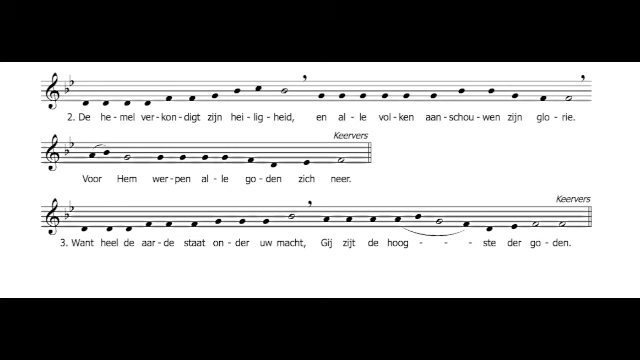 2. De he - mel ver - kon - digt zijn hei - lig - heid, en al - le vol - ken aan - schou - wen zijn glo - rie.
Keervers
Voor Hem wer - pen al - le go - den zich neer.
Keervers
3. Want heel de aar - de staat on - der uw macht, Gij zijt de hoog - - - ste der go - den.